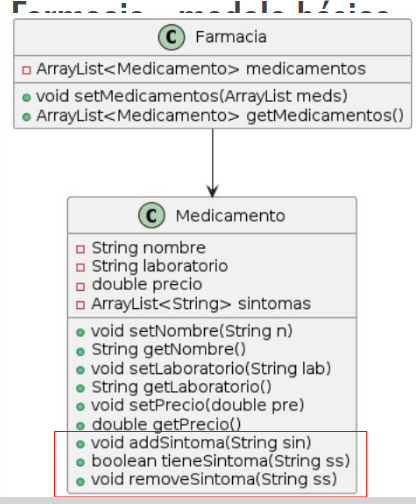 Farmacia - modelo básico
C Farmacia
ArrayList<Medicamento> medicamentos
void setMedicamentos(ArrayList meds)
ArrayList<Medicamento> getMedicamentos()
C Medicamento
String nombre
String laboratorio
double precio
ArrayList<String> sintomas
void setNombre(String n)
String getNombre()
void setLaboratorio(String lab)
String getLaboratorio()
void setPrecio(double pre)
double getPrecio()
void addSintoma(String sin)
boolean tieneSintoma(String ss)
void removeSintoma(String ss)